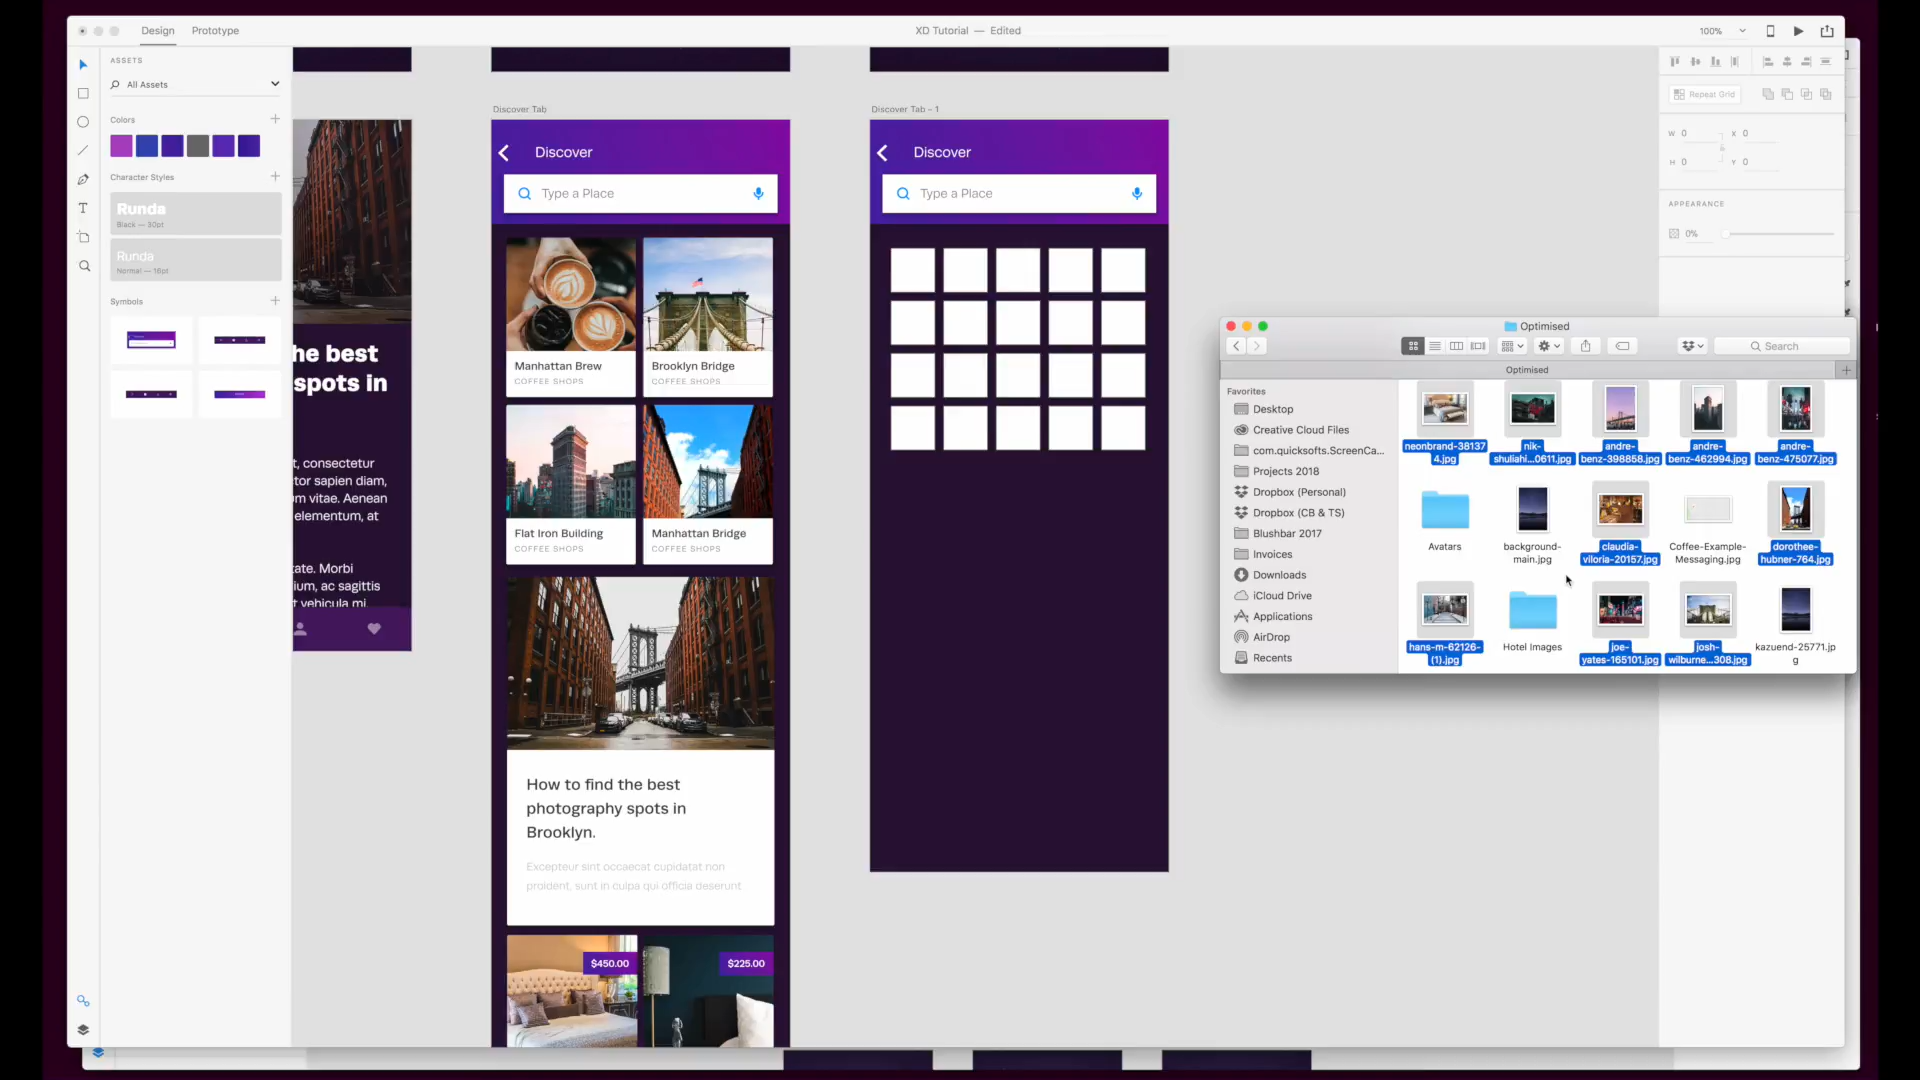 Design
Prototype
XD Tutorial — Edited
100%
ASSETS
All Assets
Colors
Character Styles
Runda
Black — 30pt
Runda
Normal — 16pt
Symbols
he best
spots in
t, consectetur
tor sapien diam,
m vitae. Aenean
elementum, at
tate. Morbi
ium, ac sagittis
t vehicula mi.
Discover Tab
Discover
Type a Place
Manhattan Brew
COFFEE SHOPS
Brooklyn Bridge
COFFEE SHOPS
Flat Iron Building
COFFEE SHOPS
Manhattan Bridge
COFFEE SHOPS
How to find the best
photography spots in
Brooklyn.
Excepteur sint occaecat cupidatat non
proident, sunt in culpa qui officia deserunt
$450.00
$225.00
Discover Tab – 1
Discover
Type a Place
Repeat Grid
W 0
X 0
H 0
Y 0
APPEARANCE
0%
Optimised
Search
Optimised
Favorites
Desktop
Creative Cloud Files
com.quicksofts.ScreenCa...
Projects 2018
Dropbox (Personal)
Dropbox (CB & TS)
Blushbar 2017
Invoices
Downloads
iCloud Drive
Applications
AirDrop
Recents
neonbrand-38137
4.jpg
nik-
shuliahi...0611.jpg
andre-
benz-398858.jpg
andre-
benz-462994.jpg
andre-
benz-475077.jpg
Avatars
background-
main.jpg
claudia-
viloria-20157.jpg
Coffee-Example-
Messaging.jpg
dorothee-
hubner-764.jpg
hans-m-62126-
(1).jpg
Hotel Images
joe-
yates-165101.jpg
josh-
wilburne...308.jpg
kazuend-25771.jp
g